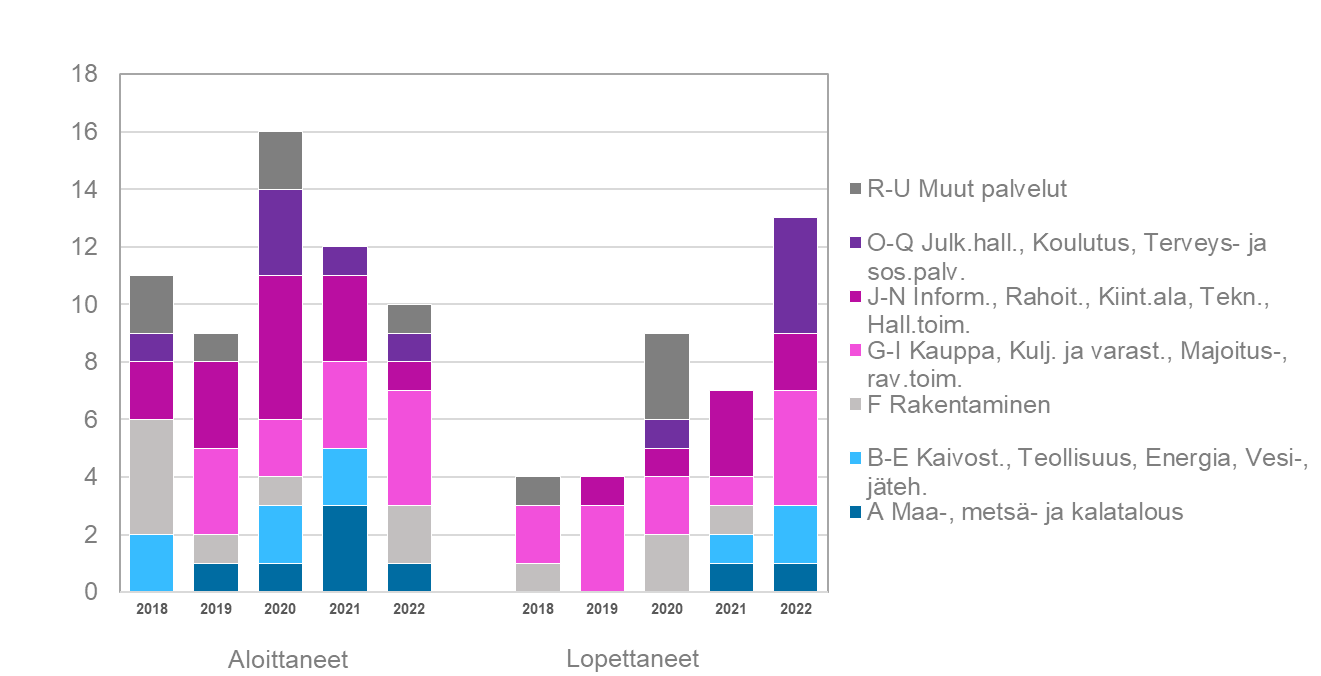 18
16
14
12
10
8
6
4
2
0
2018 2019 2020 2021 2022 2018 2019 2020 2021 2022
Aloittaneet Lopettaneet
R-U Muut palvelut
O-Q Julk.hall., Koulutus, Terveys- ja
sos.palv.
J-N Inform., Rahoit., Kiint.ala, Tekn.,
Hall.toim.
G-I Kauppa, Kulj. ja varast., Majoitus-,
rav.toim.
F Rakentaminen
B-E Kaivost., Teollisuus, Energia, Vesi-,
jäteh.
A Maa-, metsä- ja kalatalous